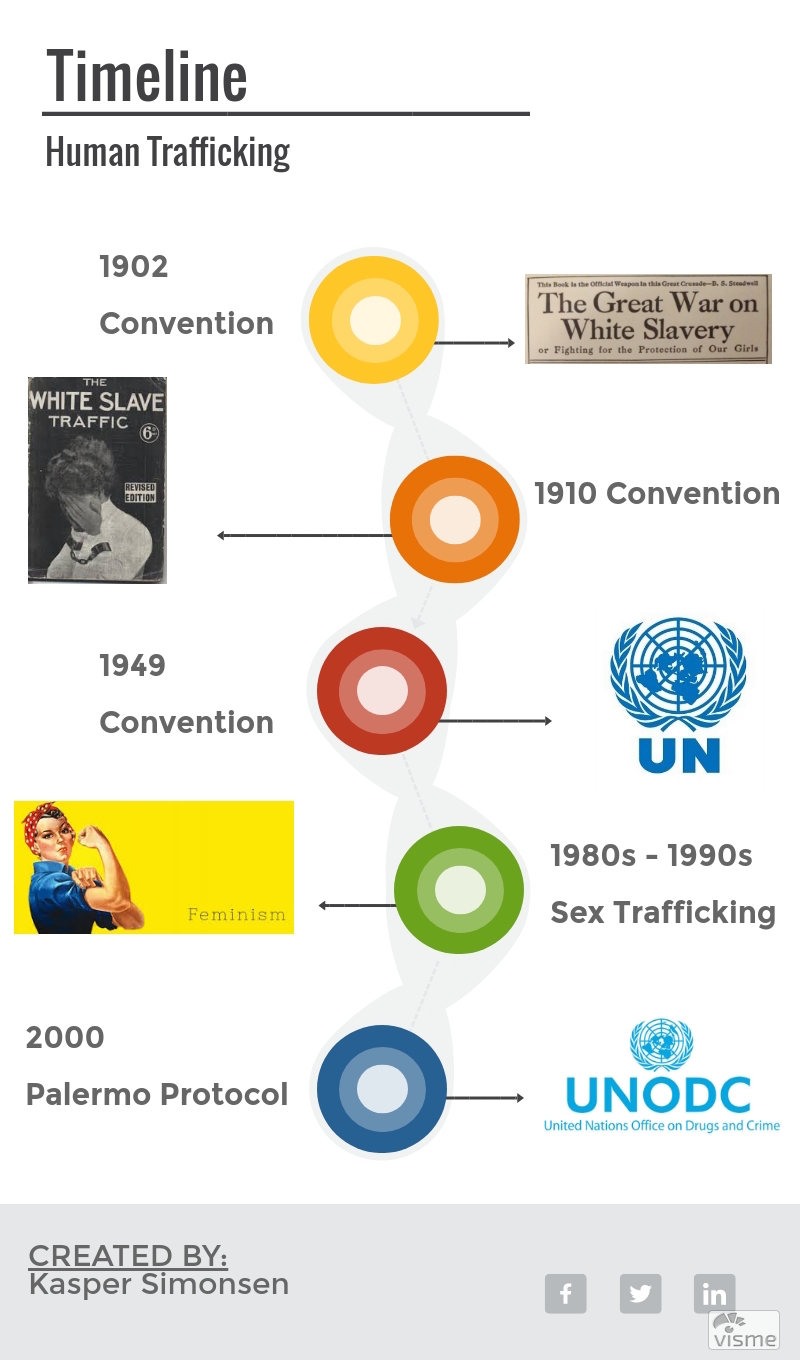 Timeline
Human Trafficking
1902
Convention
This Book is the Official Weapon in this Great Crusade—B. S. Steadwell
The Great War on
White Slavery
or Fighting for the Protection of Our Girls
THE
WHITE SLAVE
TRAFFIC
6D
REVISED
EDITION
1910 Convention
1949
Convention
UN
Feminism
1980s - 1990s
Sex Trafficking
2000
Palermo Protocol
UNODC
United Nations Office on Drugs and Crime
CREATED BY:
Kasper Simonsen
f
in
visme